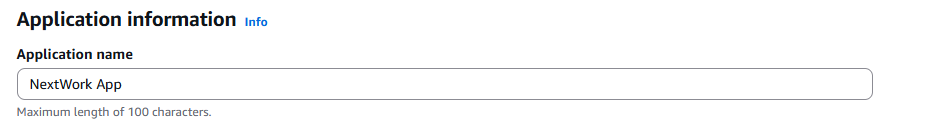 Application information Info
Application name
NextWork App
Maximum length of 100 characters.